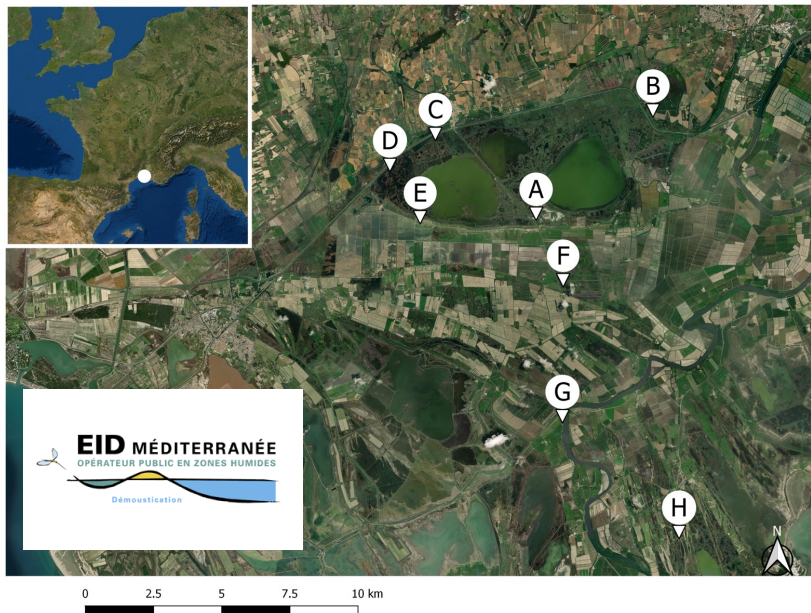 B
C
D
E
A
F
G
H
N
EID MÉDITERRANÉE
OPÉRATEUR PUBLIC EN ZONES HUMIDES
Démoustication
0 2.5 5 7.5 10 km